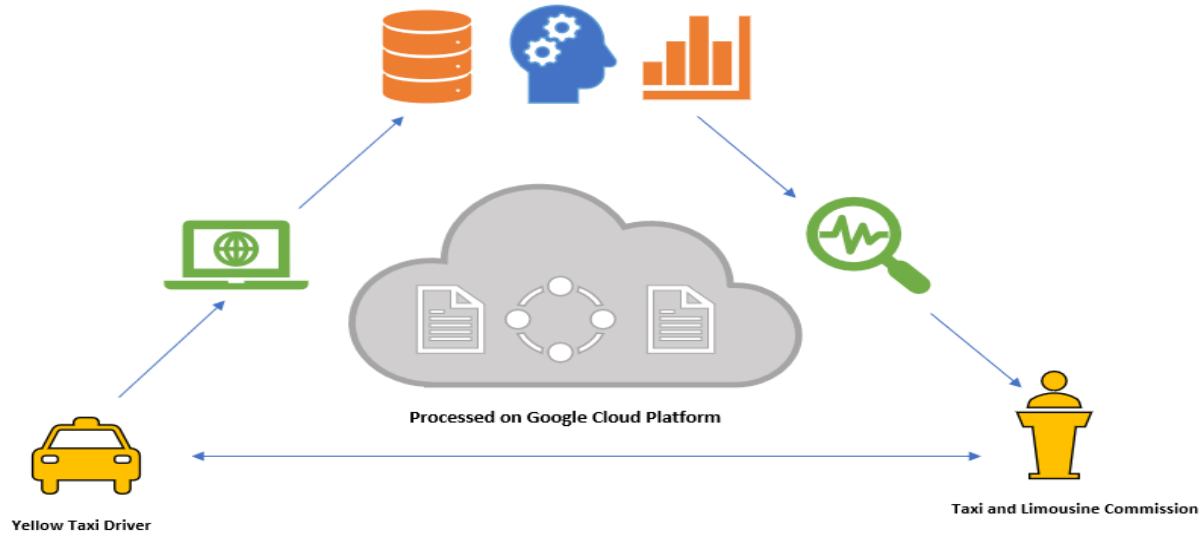 Processed on Google Cloud Platform
Yellow Taxi Driver
Taxi and Limousine Commission